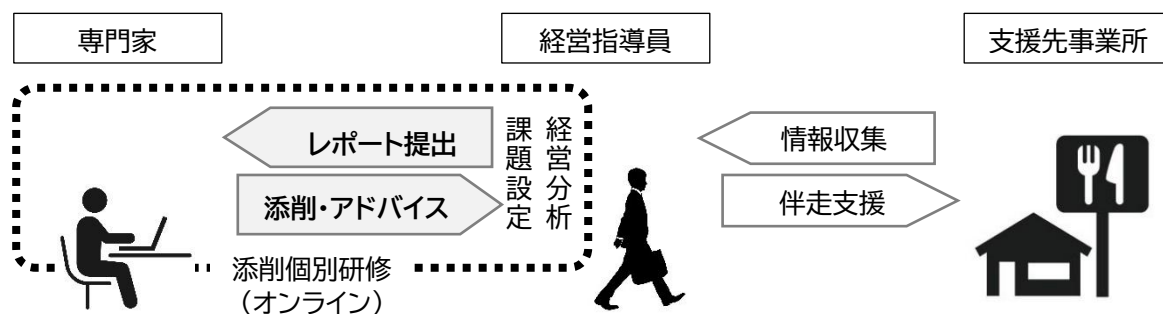 専門家
経営指導員
支援先事業所
レポート提出
添削・アドバイス
経営分析
課題設定
情報収集
伴走支援
添削個別研修
（オンライン）